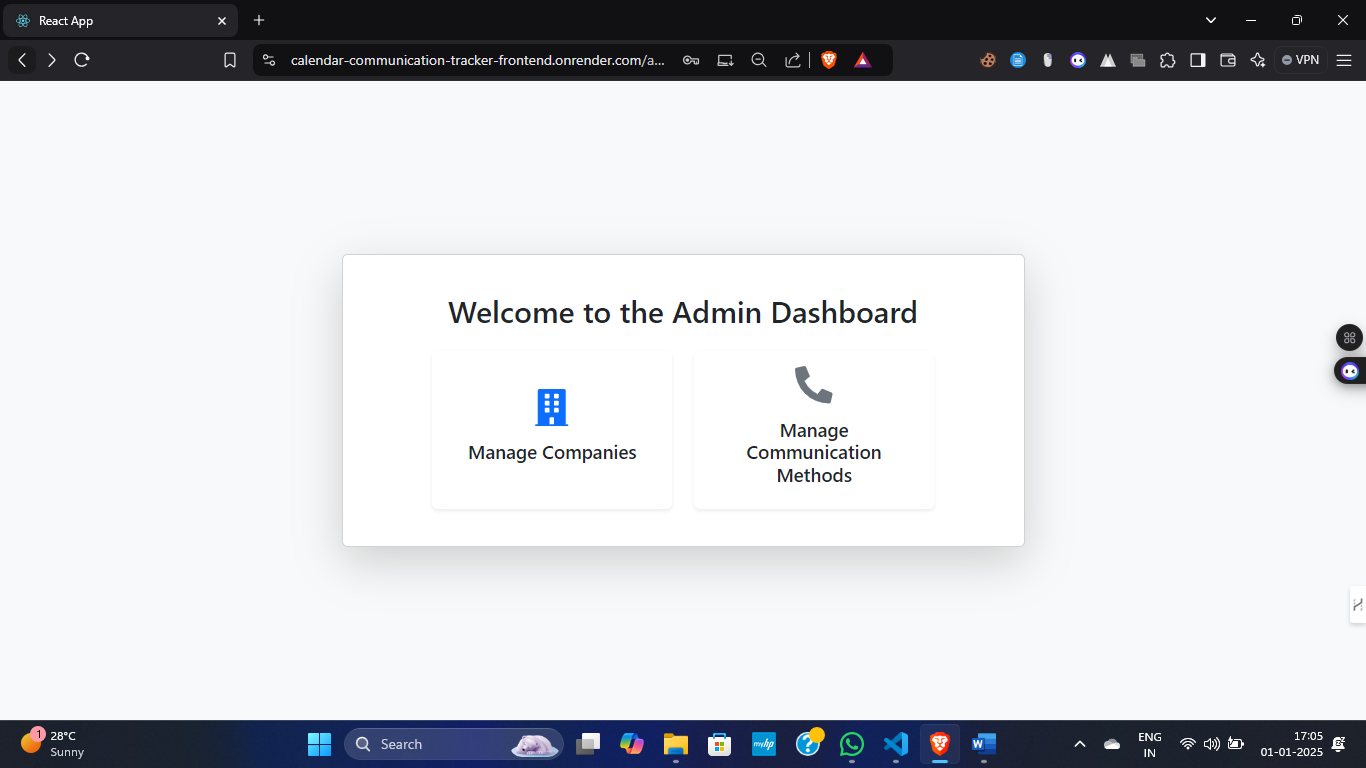 React App
calendar-communication-tracker-frontend.onrender.com/a...
VPN
Welcome to the Admin Dashboard
Manage Companies
Manage
Communication
Methods
1
28°C
Sunny
Search
myhp
W
ENG
IN
17:05
01-01-2025